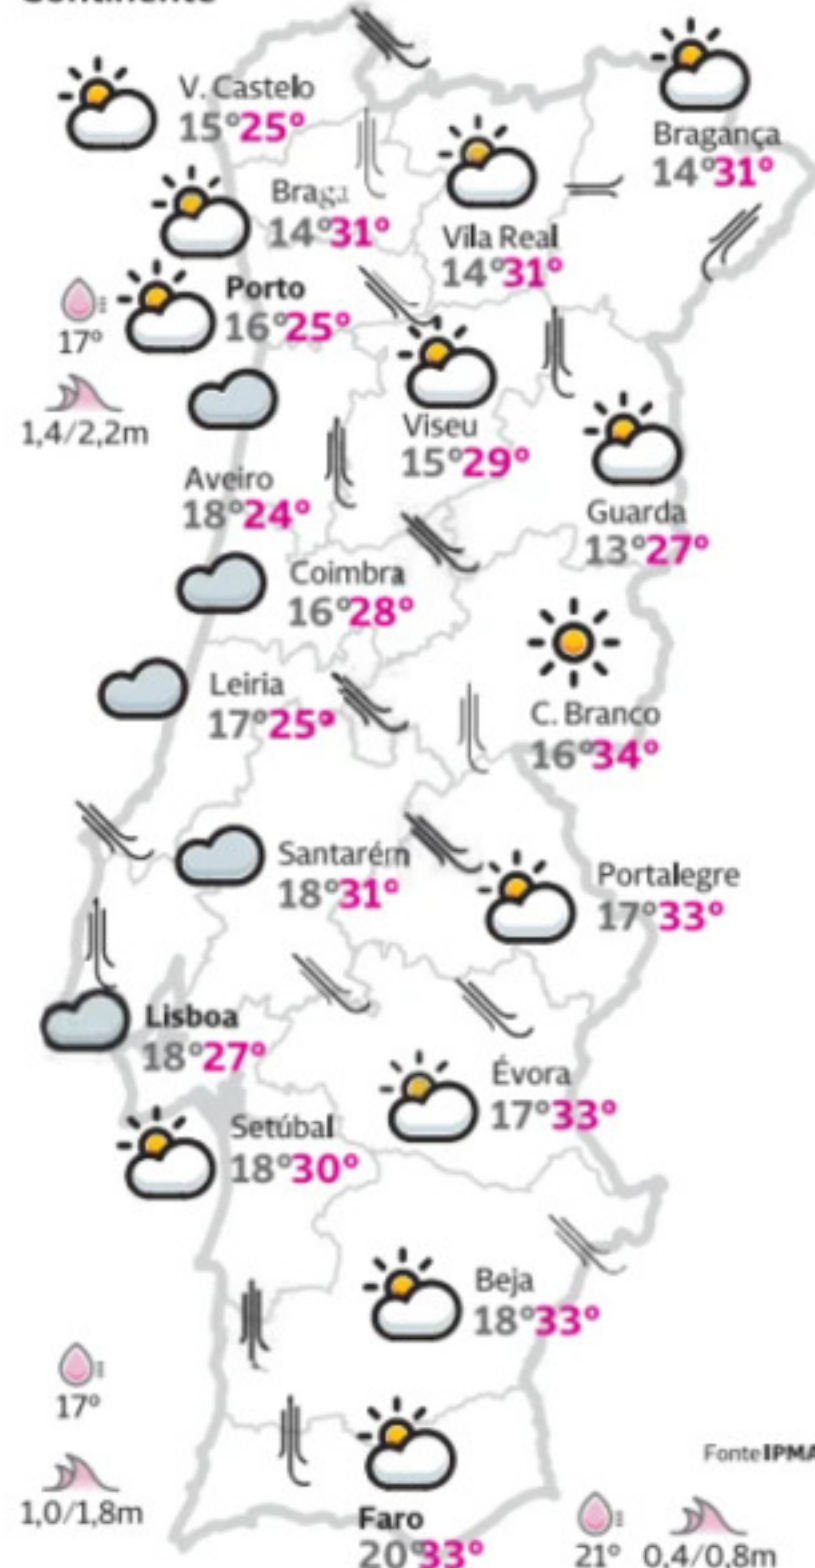 Continente
V. Castelo
15° 25°
Bragança
14° 31°
Braga
14° 31°
Vila Real
14° 31°
Porto
16° 25°
17°
1,4/2,2m
Viseu
15° 29°
Aveiro
18° 24°
Guarda
13° 27°
Coimbra
16° 28°
Leiria
17° 25°
C. Branco
16° 34°
Santarém
18° 31°
Portalegre
17° 33°
Lisboa
18° 27°
Évora
17° 33°
Setúbal
18° 30°
Beja
18° 33°
17°
1,0/1,8m
Fonte IPMA
Faro
20° 33°
21° 0,4/0,8m